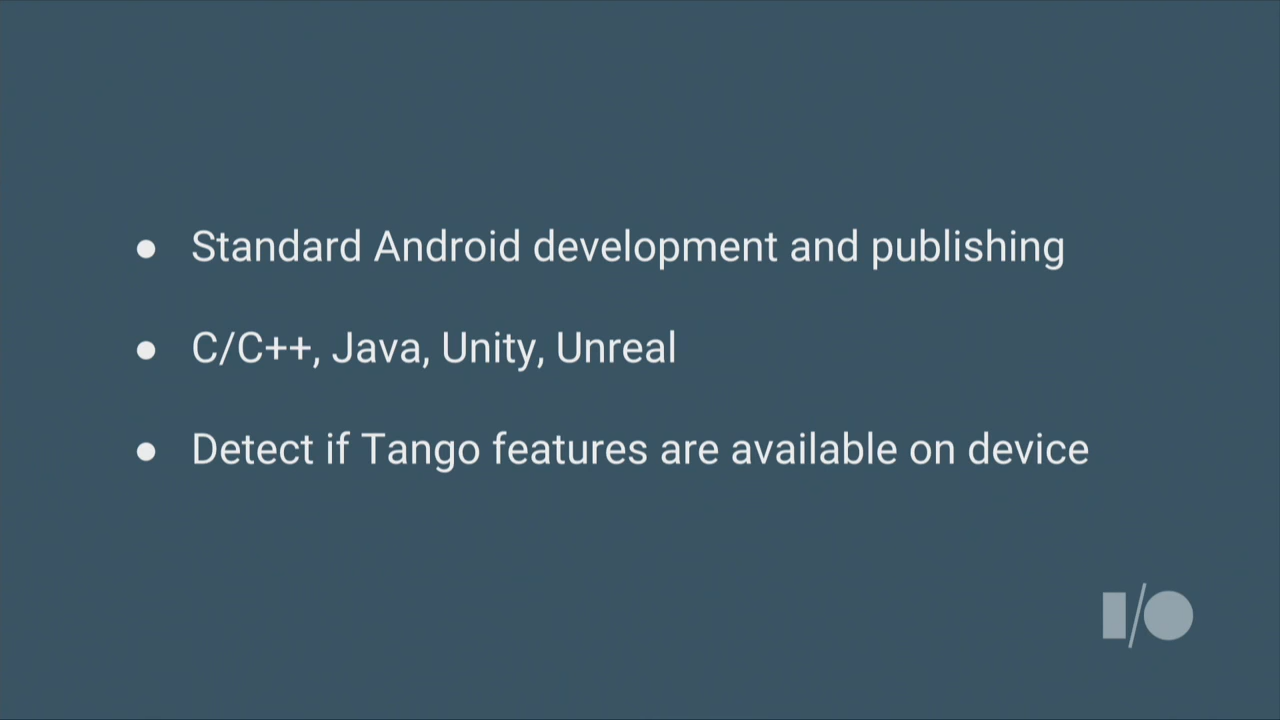 ● Standard Android development and publishing
● C/C++, Java, Unity, Unreal
● Detect if Tango features are available on device
I/O